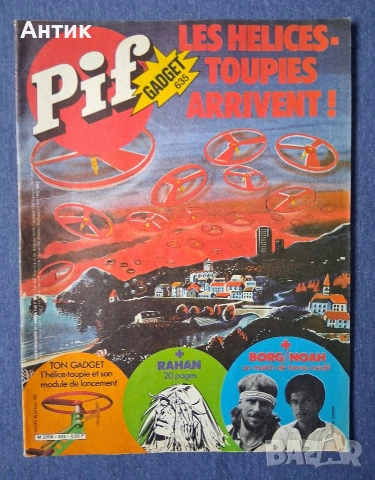 Антик
Pif
GADGET
635
LES HELICES-
TOUPIES
ARRIVENT !
TON GADGET
l'hélice-toupie et son
module de lancement
+
RAHAN
20 pages
+
BORG/NOAH
BAZAR